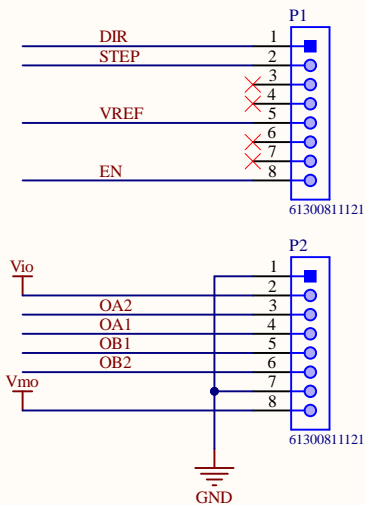 P1
DIR 1
STEP 2
3
4
VREF 5
6
7
EN 8
61300811121
P2
1
Vio 2
OA2 3
OA1 4
OB1 5
OB2 6
7
Vmo 8
61300811121
GND